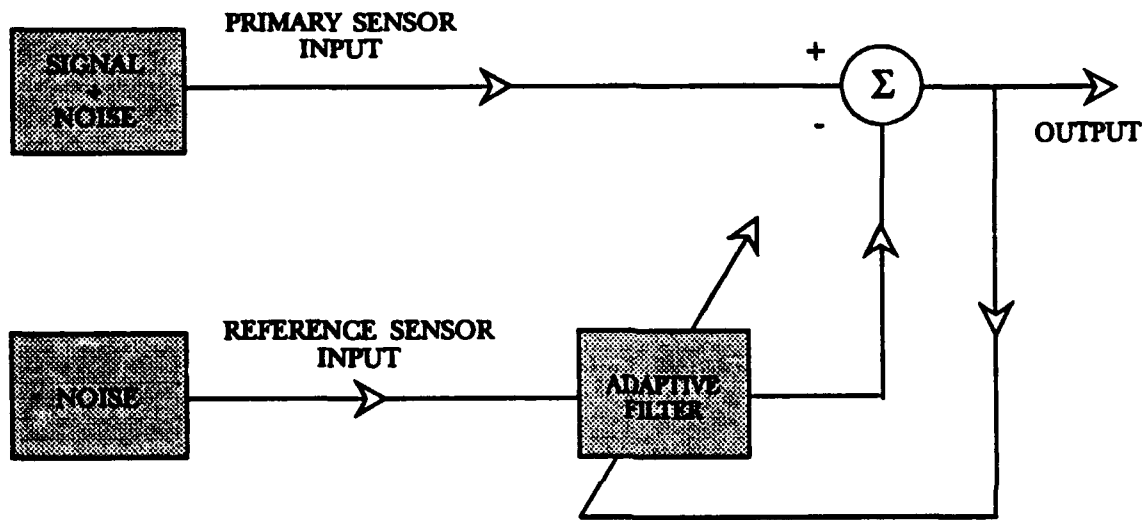 PRIMARY SENSOR
INPUT
SIGNAL
+
NOISE
+
Σ
-
OUTPUT
REFERENCE SENSOR
INPUT
NOISE
ADAPTIVE
FILTER